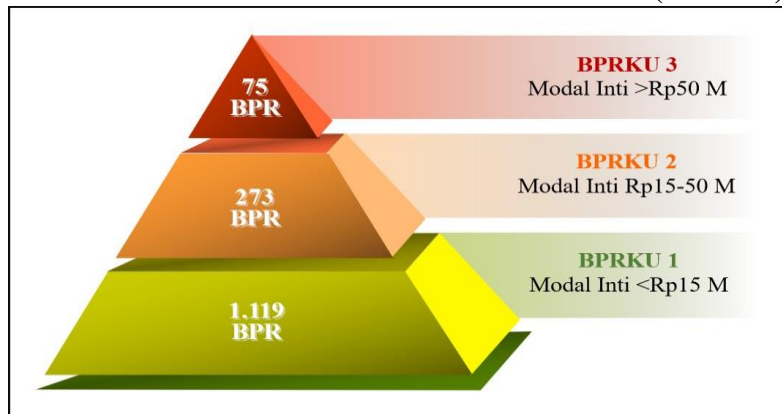 75
BPR
BPRKU 3
Modal Inti >Rp50 M
273
BPR
BPRKU 2
Modal Inti Rp15-50 M
1.119
BPR
BPRKU 1
Modal Inti <Rp15 M